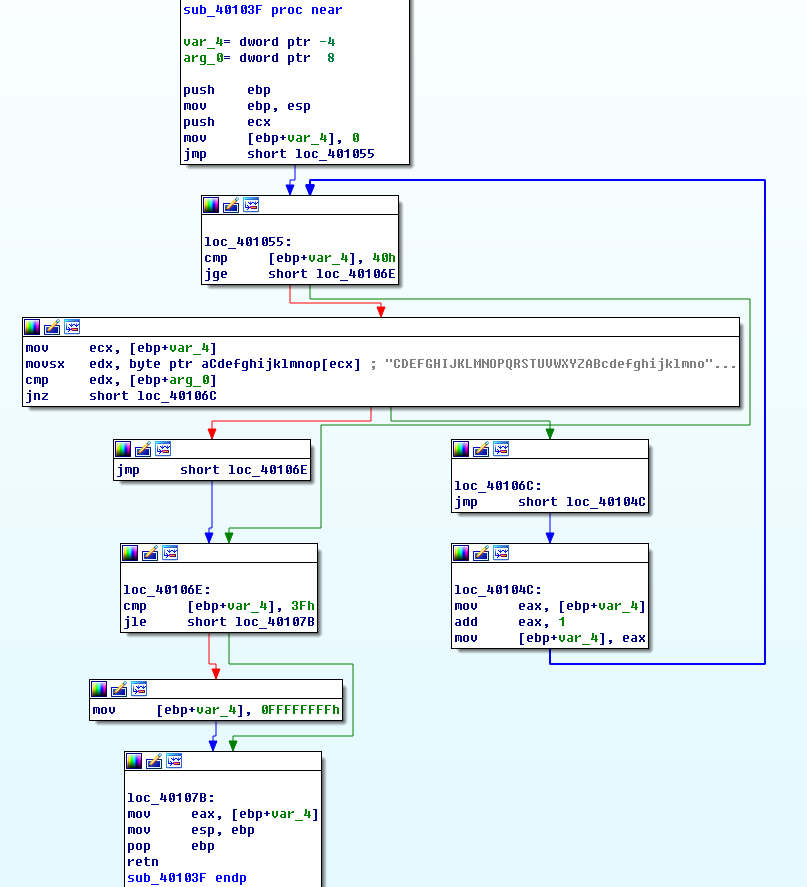 sub_40103F proc near
var_4= dword ptr -4
arg_0= dword ptr  8
push    ebp
mov     ebp, esp
push    ecx
mov     [ebp+var_4], 0
jmp     short loc_401055
loc_401055:
cmp     [ebp+var_4], 40h
jge     short loc_40106E
mov     ecx, [ebp+var_4]
movsx   edx, byte ptr aCdefghijklmnop[ecx] ; "CDEFGHIJKLMNOPQRSTUVWXYZABcdefghijklmno"...
cmp     edx, [ebp+arg_0]
jnz     short loc_40106C
jmp     short loc_40106E
loc_40106C:
jmp     short loc_40104C
loc_40106E:
cmp     [ebp+var_4], 3Fh
jle     short loc_40107B
loc_40104C:
mov     eax, [ebp+var_4]
add     eax, 1
mov     [ebp+var_4], eax
mov     [ebp+var_4], 0FFFFFFFFh
loc_40107B:
mov     eax, [ebp+var_4]
mov     esp, ebp
pop     ebp
retn
sub_40103F endp